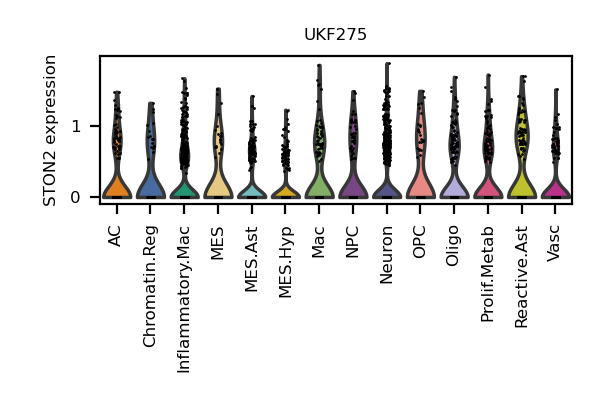 UKF275
STON2 expression
1
0
AC
Chromatin.Reg
Inflammatory.Mac
MES
MES.Ast
MES.Hyp
Mac
NPC
Neuron
OPC
Oligo
Prolif.Metab
Reactive.Ast
Vasc